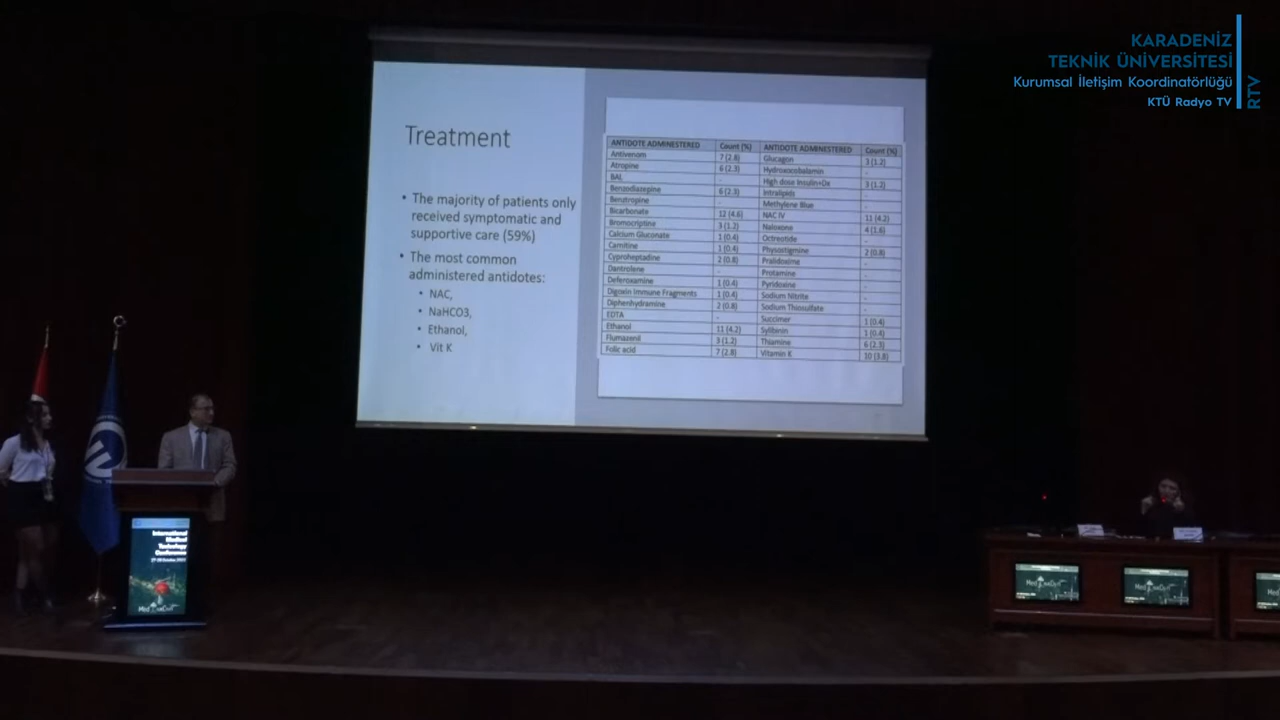 KARADENİZ
TEKNİK ÜNİVERSİTESİ
Kurumsal İletişim Koordinatörlüğü
KTÜ Radyo TV
RTV
Treatment
• The majority of patients only
received symptomatic and
supportive care (59%)
• The most common
administered antidotes:
• NAC,
• NaHCO3,
• Ethanol,
• Vit K
ANTIDOTE ADMINISTERED Count (%) ANTIDOTE ADMINISTERED Count (%)
Antivenom 7 (2.8) Glucagon 3 (1.2)
Atropine 6 (2.3) Hydroxocobalamin -
BAL - High dose Insulin+Dx 3 (1.2)
Benzodiazepine 6 (2.3) Intralipids -
Benztropine - Methylene Blue -
Bicarbonate 12 (4.6) NAC IV 11 (4.2)
Bromocriptine 3 (1.2) Naloxone 4 (1.6)
Calcium Gluconate 1 (0.4) Octreotide -
Carnitine 1 (0.4) Physostigmine 2 (0.8)
Cyproheptadine 2 (0.8) Pralidoxime -
Dantrolene - Protamine -
Deferoxamine 1 (0.4) Pyridoxine -
Digoxin Immune Fragments 1 (0.4) Sodium Nitrite -
Diphenhydramine 2 (0.8) Sodium Thiosulfate -
EDTA - Succimer 1 (0.4)
Ethanol 11 (4.2) Sylibinin 1 (0.4)
Flumazenil 3 (1.2) Thiamine 6 (2.3)
Folic acid 7 (2.8) Vitamin K 10 (3.8)
International
Medical
Toxicology
Conference